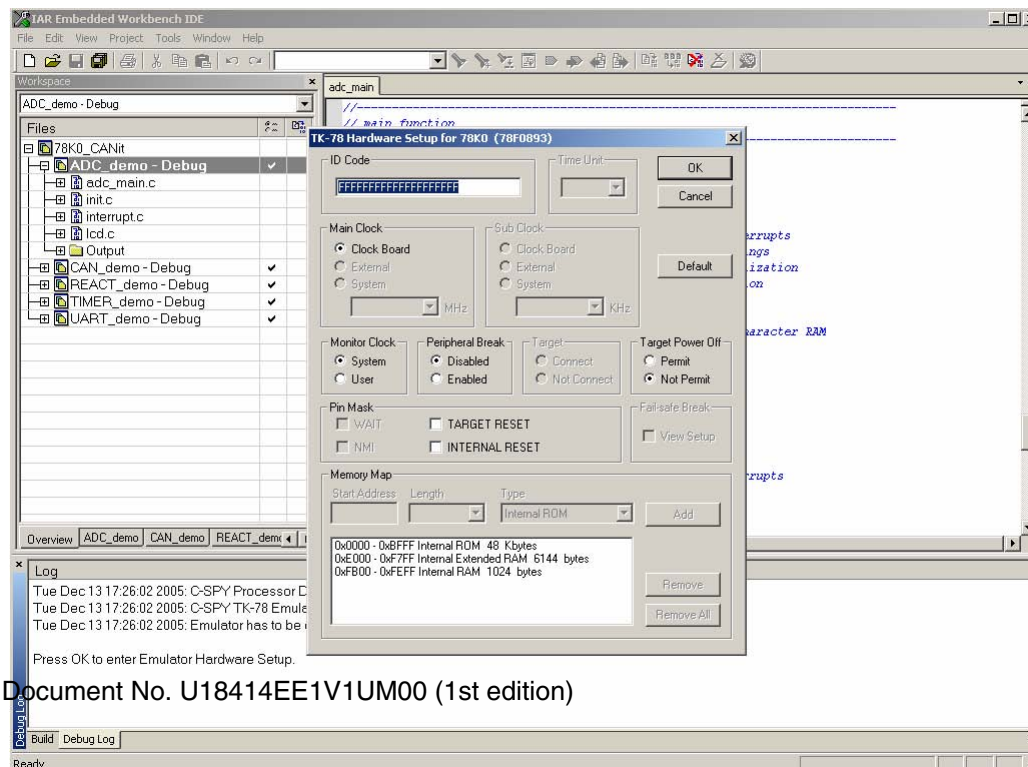 IAR Embedded Workbench IDE
File Edit View Project Tools Window Help
Workspace
ADC_demo - Debug
Files
78K0_CANit
ADC_demo - Debug
adc_main.c
init.c
interrupt.c
lcd.c
Output
CAN_demo - Debug
REACT_demo - Debug
TIMER_demo - Debug
UART_demo - Debug
Overview ADC_demo CAN_demo REACT_demo
adc_main
//
// main function
errupts
ngs
ization
on
aracter RAM
rrupts
TK-78 Hardware Setup for 78K0 (78F0893)
ID Code
FFFFFFFFFFFFFFFFFFFF
Time Unit
OK
Cancel
Default
Main Clock
Clock Board
External
System
MHz
Sub Clock
Clock Board
External
System
KHz
Monitor Clock
System
User
Peripheral Break
Disabled
Enabled
Target
Connect
Not Connect
Target Power Off
Permit
Not Permit
Pin Mask
WAIT
TARGET RESET
NMI
INTERNAL RESET
Fail-safe Break
View Setup
Memory Map
Start Address Length Type
Internal ROM
Add
0x0000 - 0xBFFF Internal ROM 48 Kbytes
0xE000 - 0xF7FF Internal Extended RAM 6144 bytes
0xFB00 - 0xFEFF Internal RAM 1024 bytes
Remove
Remove All
Log
Tue Dec 13 17:26:02 2005: C-SPY Processor D
Tue Dec 13 17:26:02 2005: C-SPY TK-78 Emula
Tue Dec 13 17:26:02 2005: Emulator has to be
Press OK to enter Emulator Hardware Setup.
Document No. U18414EE1V1UM00 (1st edition)
Debug Log
Build Debug Log
Ready